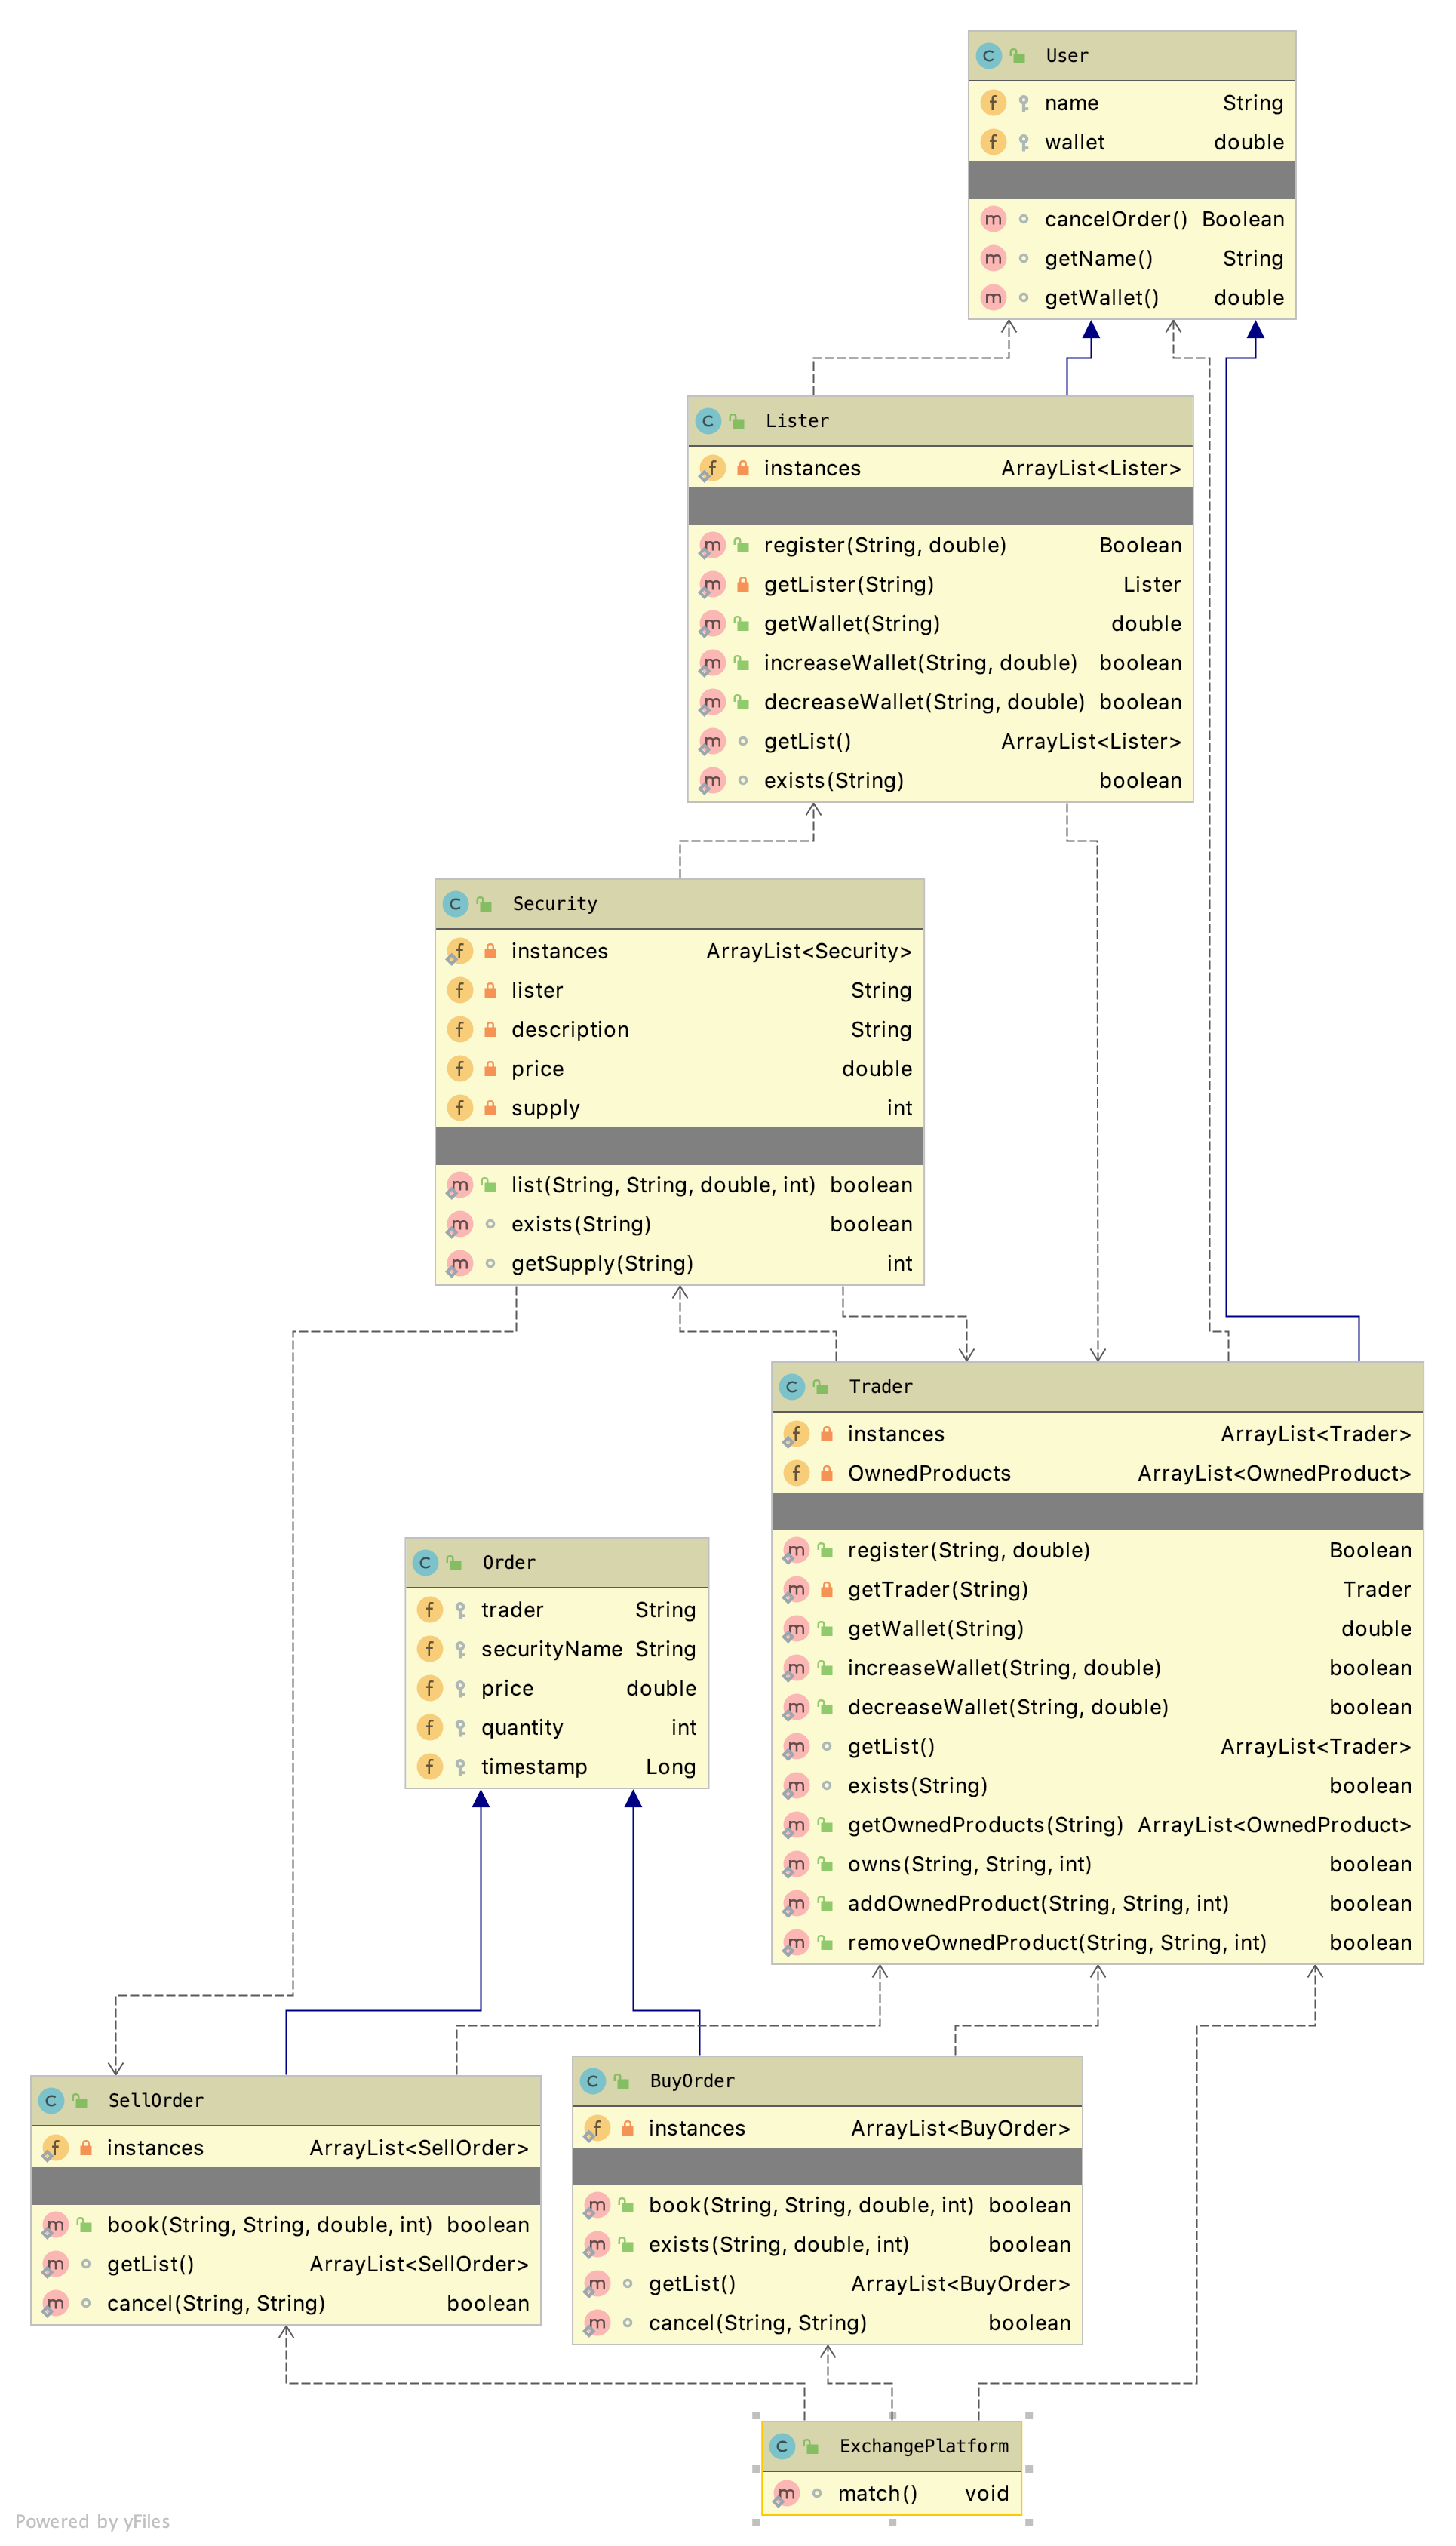 User
name String
wallet double
cancelOrder() Boolean
getName() String
getWallet() double
Lister
instances ArrayList<Lister>
register(String, double) Boolean
getLister(String) Lister
getWallet(String) double
increaseWallet(String, double) boolean
decreaseWallet(String, double) boolean
getList() ArrayList<Lister>
exists(String) boolean
Security
instances ArrayList<Security>
lister String
description String
price double
supply int
list(String, String, double, int) boolean
exists(String) boolean
getSupply(String) int
Trader
instances ArrayList<Trader>
OwnedProducts ArrayList<OwnedProduct>
register(String, double) Boolean
getTrader(String) Trader
getWallet(String) double
increaseWallet(String, double) boolean
decreaseWallet(String, double) boolean
getList() ArrayList<Trader>
exists(String) boolean
getOwnedProducts(String) ArrayList<OwnedProduct>
owns(String, String, int) boolean
addOwnedProduct(String, String, int) boolean
removeOwnedProduct(String, String, int) boolean
Order
trader String
securityName String
price double
quantity int
timestamp Long
SellOrder
instances ArrayList<SellOrder>
book(String, String, double, int) boolean
getList() ArrayList<SellOrder>
cancel(String, String) boolean
BuyOrder
instances ArrayList<BuyOrder>
book(String, String, double, int) boolean
exists(String, double, int) boolean
getList() ArrayList<BuyOrder>
cancel(String, String) boolean
ExchangePlatform
match() void
Powered by yFiles